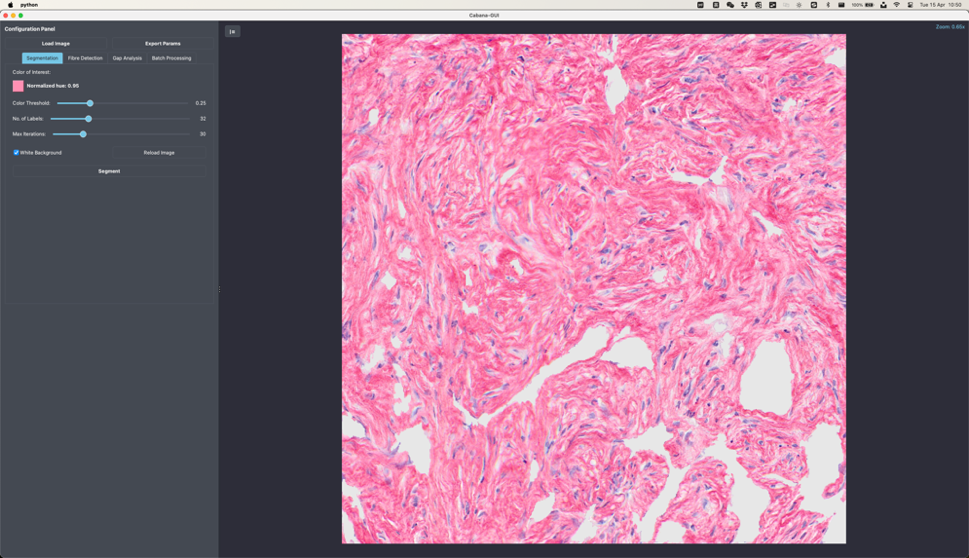 python
100%
Tue 15 Apr 10:50
Cabana-GUI
Configuration Panel
Load Image
Export Params
Segmentation
Fibre Detection
Gap Analysis
Batch Processing
Color of Interest:
Normalized hue: 0.95
Color Threshold:
0.25
No. of Labels:
32
Max Iterations:
30
White Background
Reload Image
Segment
Zoom: 0.65x